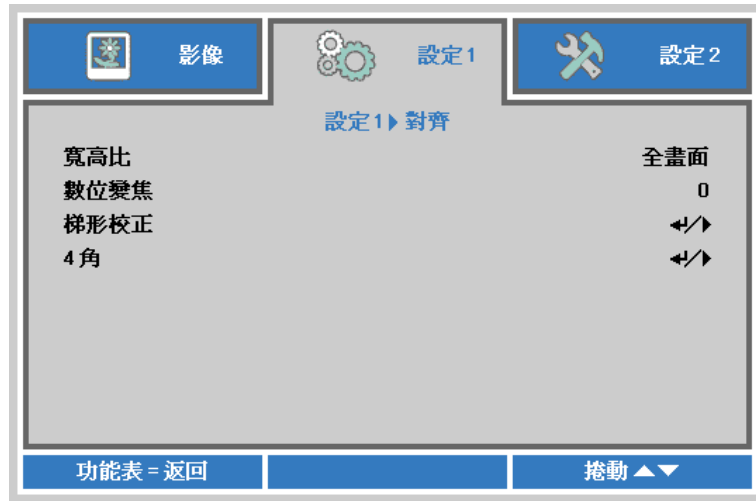 影像 設定1 設定2
設定1▶對齊
寬高比 全畫面
數位變焦 0
梯形校正 ↵/▶
4角 ↵/▶
功能表 = 返回 捲動▲▼